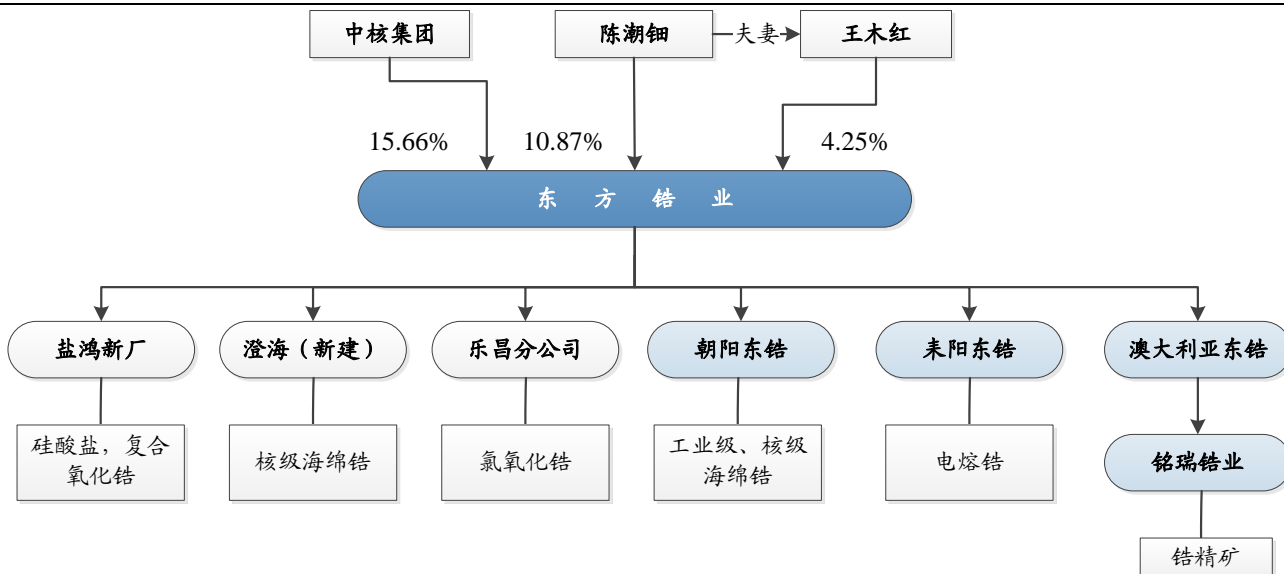 中核集团
陈潮钿
夫妻
王木红
15.66%
10.87%
4.25%
东方锆业
盐鸿新厂
澄海（新建）
乐昌分公司
朝阳东锆
耒阳东锆
澳大利亚东锆
硅酸盐，复合
氧化锆
核级海绵锆
氯氧化锆
工业级、核级
海绵锆
电熔锆
铭瑞锆业
锆精矿